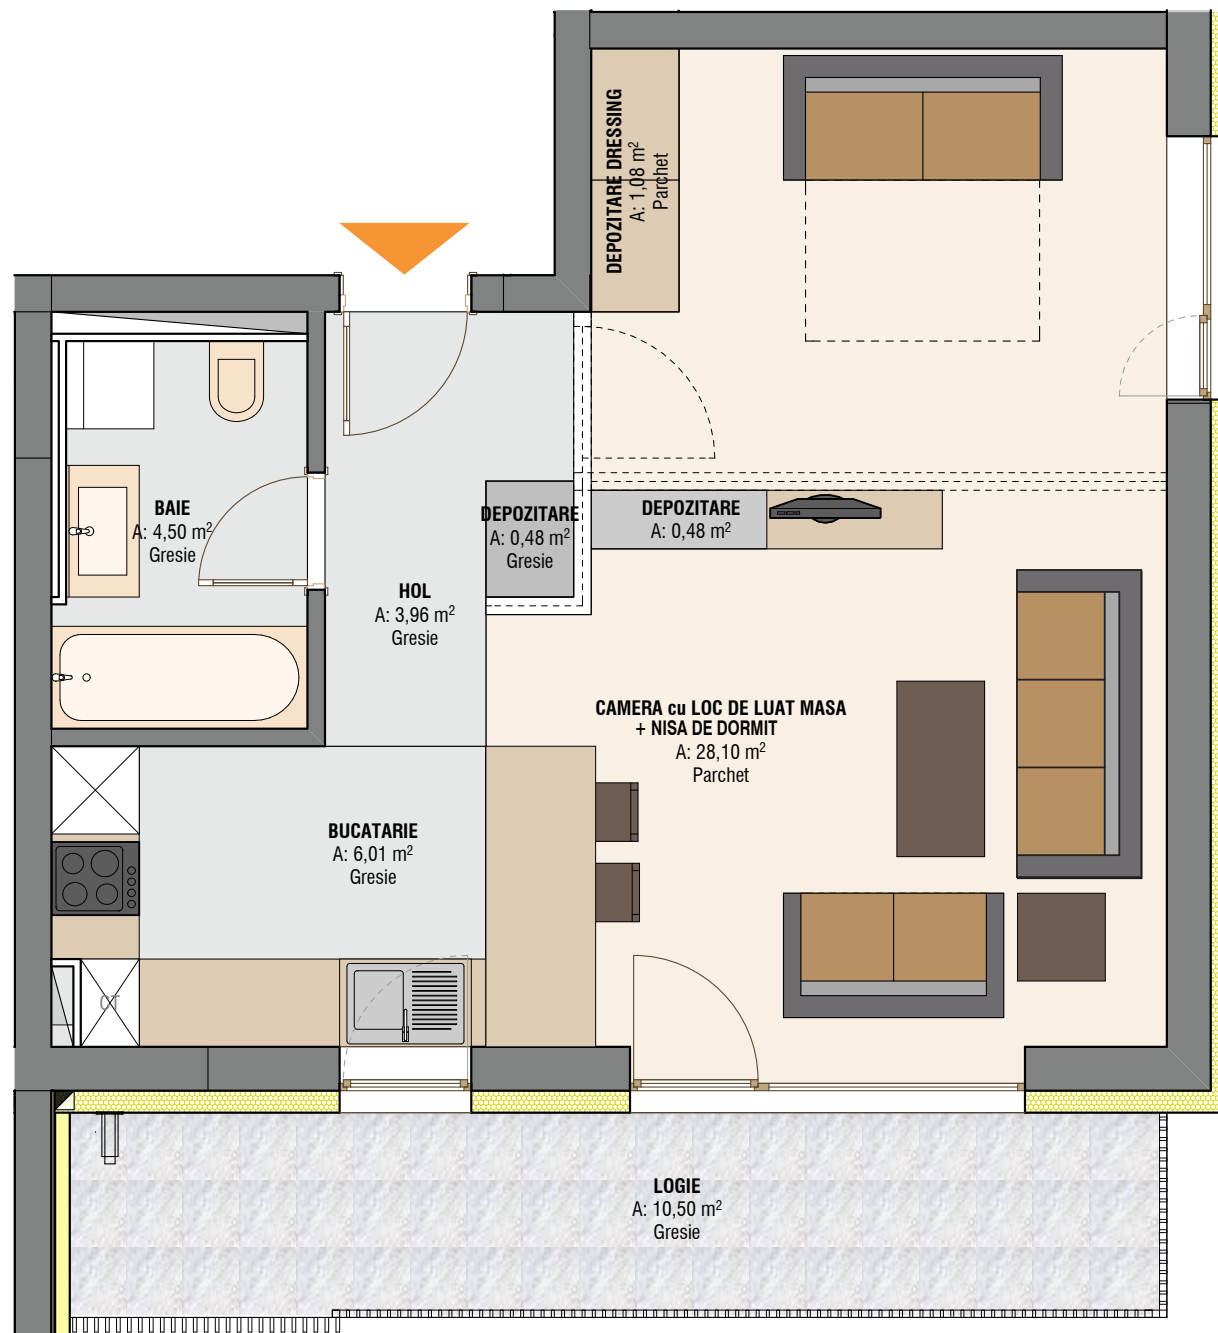 DEPOZITARE DRESSING
A: 1,08 m²
Parchet
BAIE
A: 4,50 m²
Gresie
DEPOZITARE
A: 0,48 m²
Gresie
DEPOZITARE
A: 0,48 m²
HOL
A: 3,96 m²
Gresie
CAMERA cu LOC DE LUAT MASA
+ NISA DE DORMIT
A: 28,10 m²
Parchet
BUCATARIE
A: 6,01 m²
Gresie
CT
LOGIE
A: 10,50 m²
Gresie